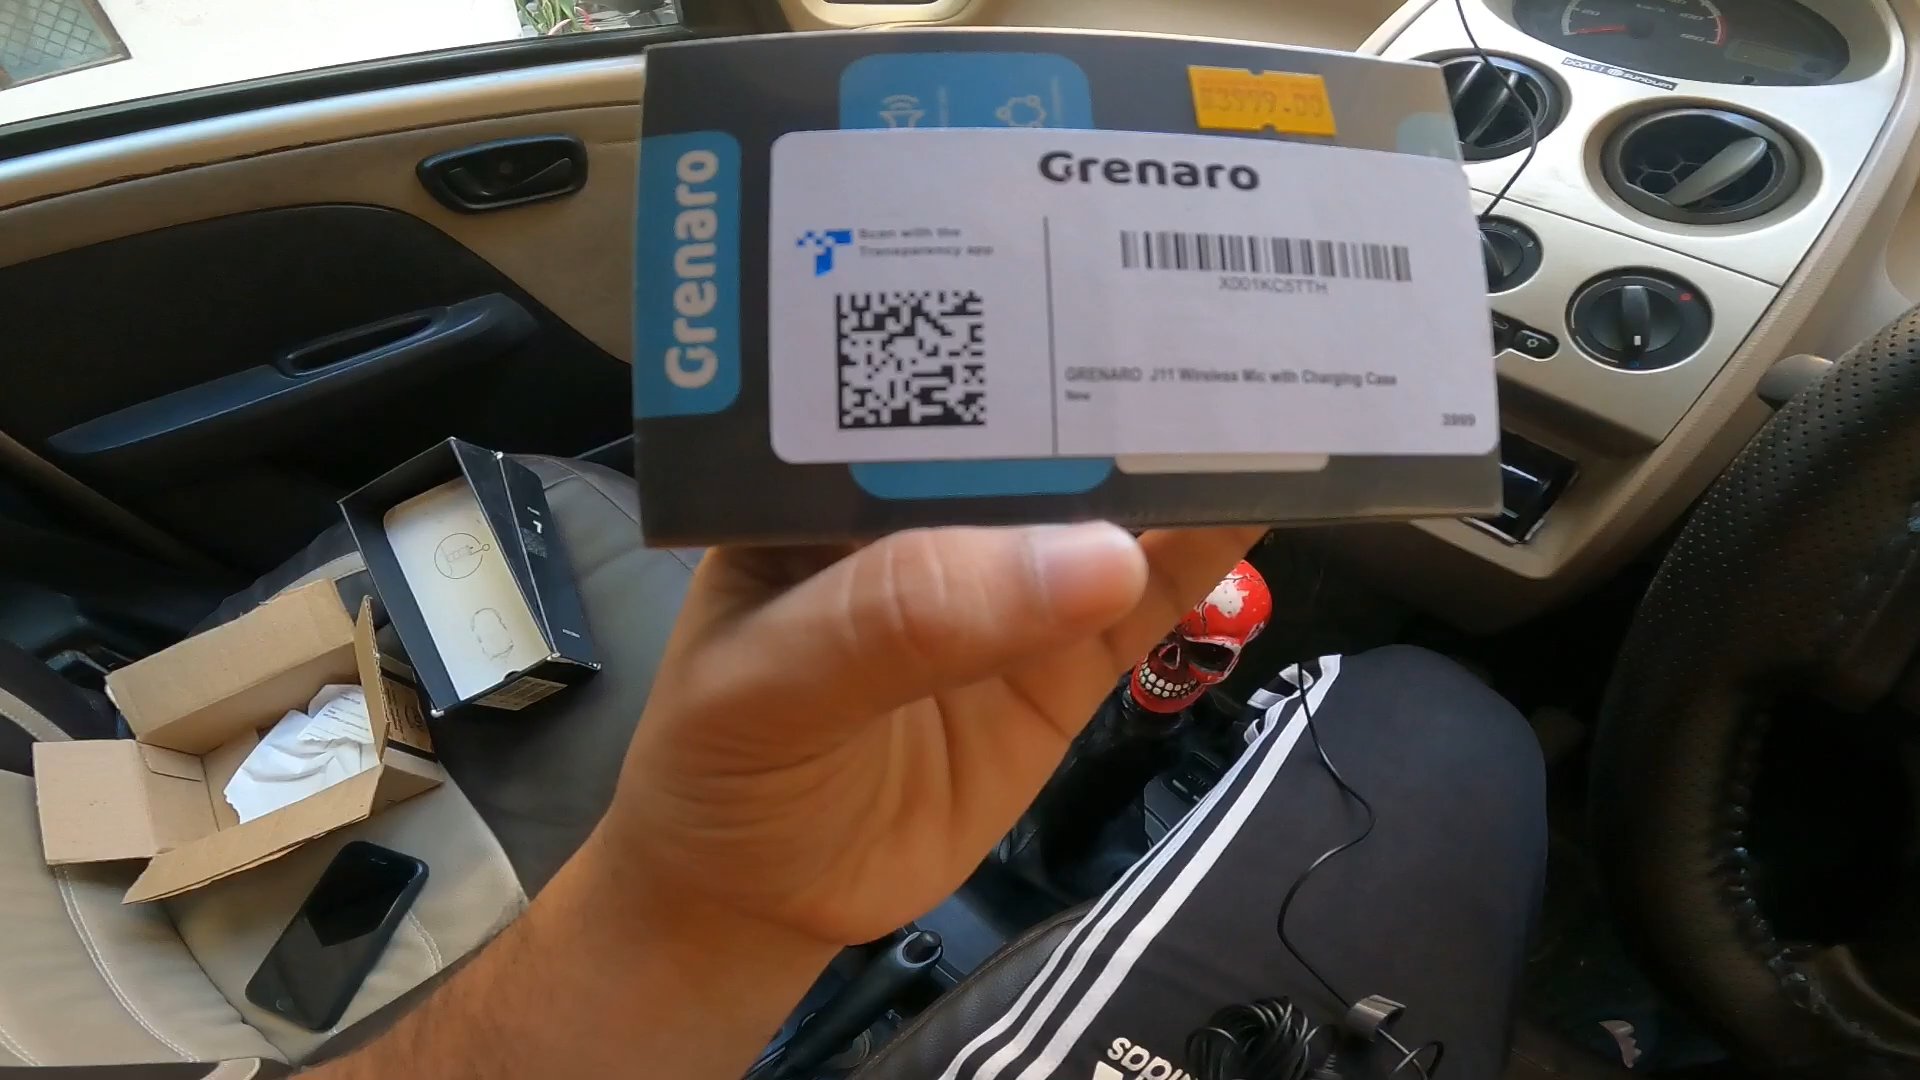 3999.00
Grenaro
Grenaro
Scan with the
Transparency app
X001KC5TTH
GRENARO J11 Wireless Mic with Charging Case
New
3999
adidas